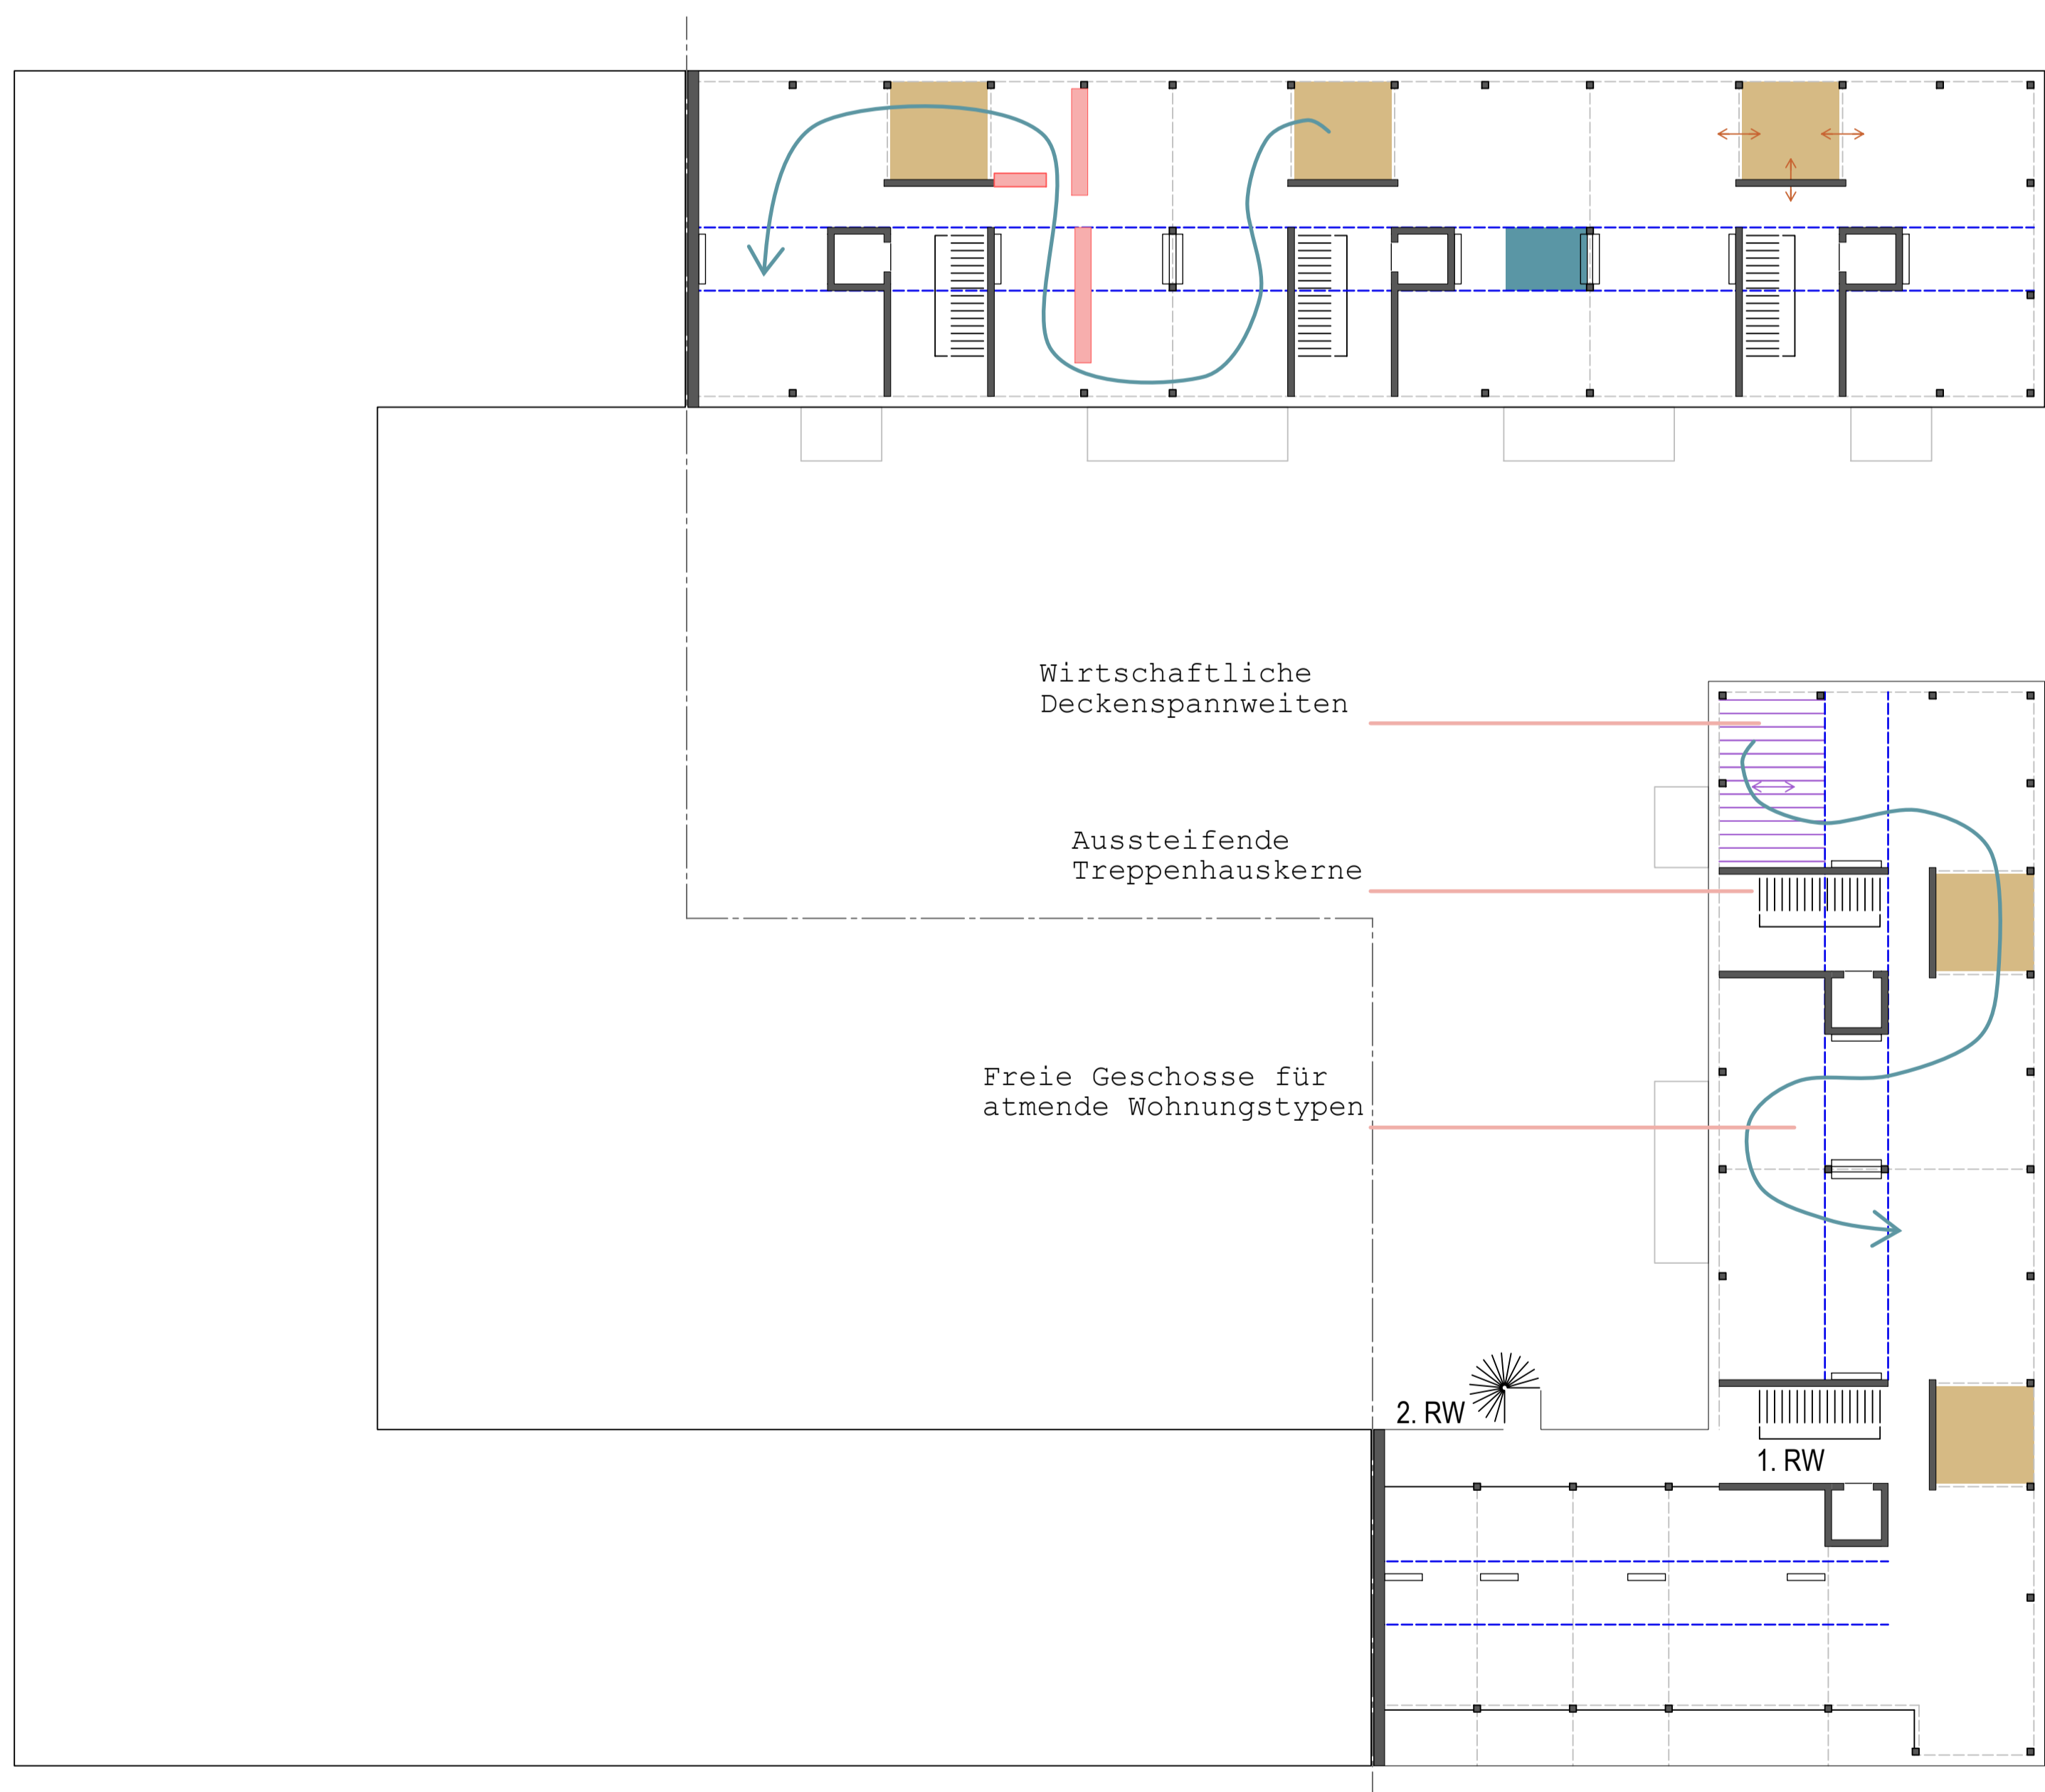 Wirtschaftliche
Deckenspannweiten
Aussteifende
Treppenhauskerne
Freie Geschosse für
atmende Wohnungstypen
2. RW
1. RW